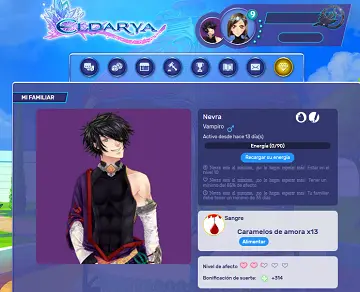 ELDARYA
9
MI FAMILIAR
Nevra
Vampiro
Activo desde hace 13 día(s)
Energía (0/90)
Recargar su energía
Sangre
Caramelos de amora x13
Alimentar
Nivel de afecto
Bonificación de suerte: +314